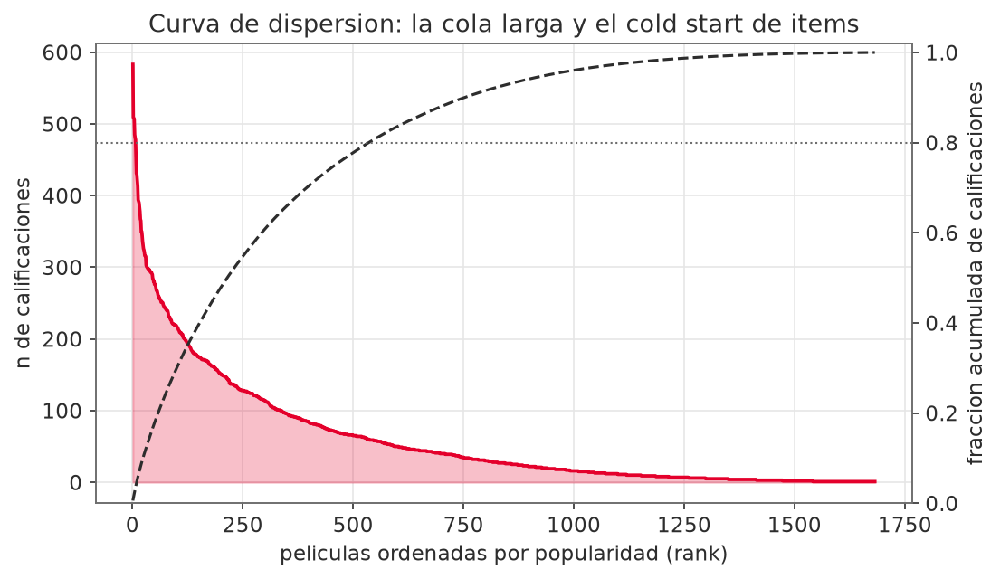 Curva de dispersion: la cola larga y el cold start de items
n de calificaciones
600
500
400
300
200
100
0
1.0
0.8
0.6
0.4
0.2
0.0
fraccion acumulada de calificaciones
0 250 500 750 1000 1250 1500 1750
peliculas ordenadas por popularidad (rank)